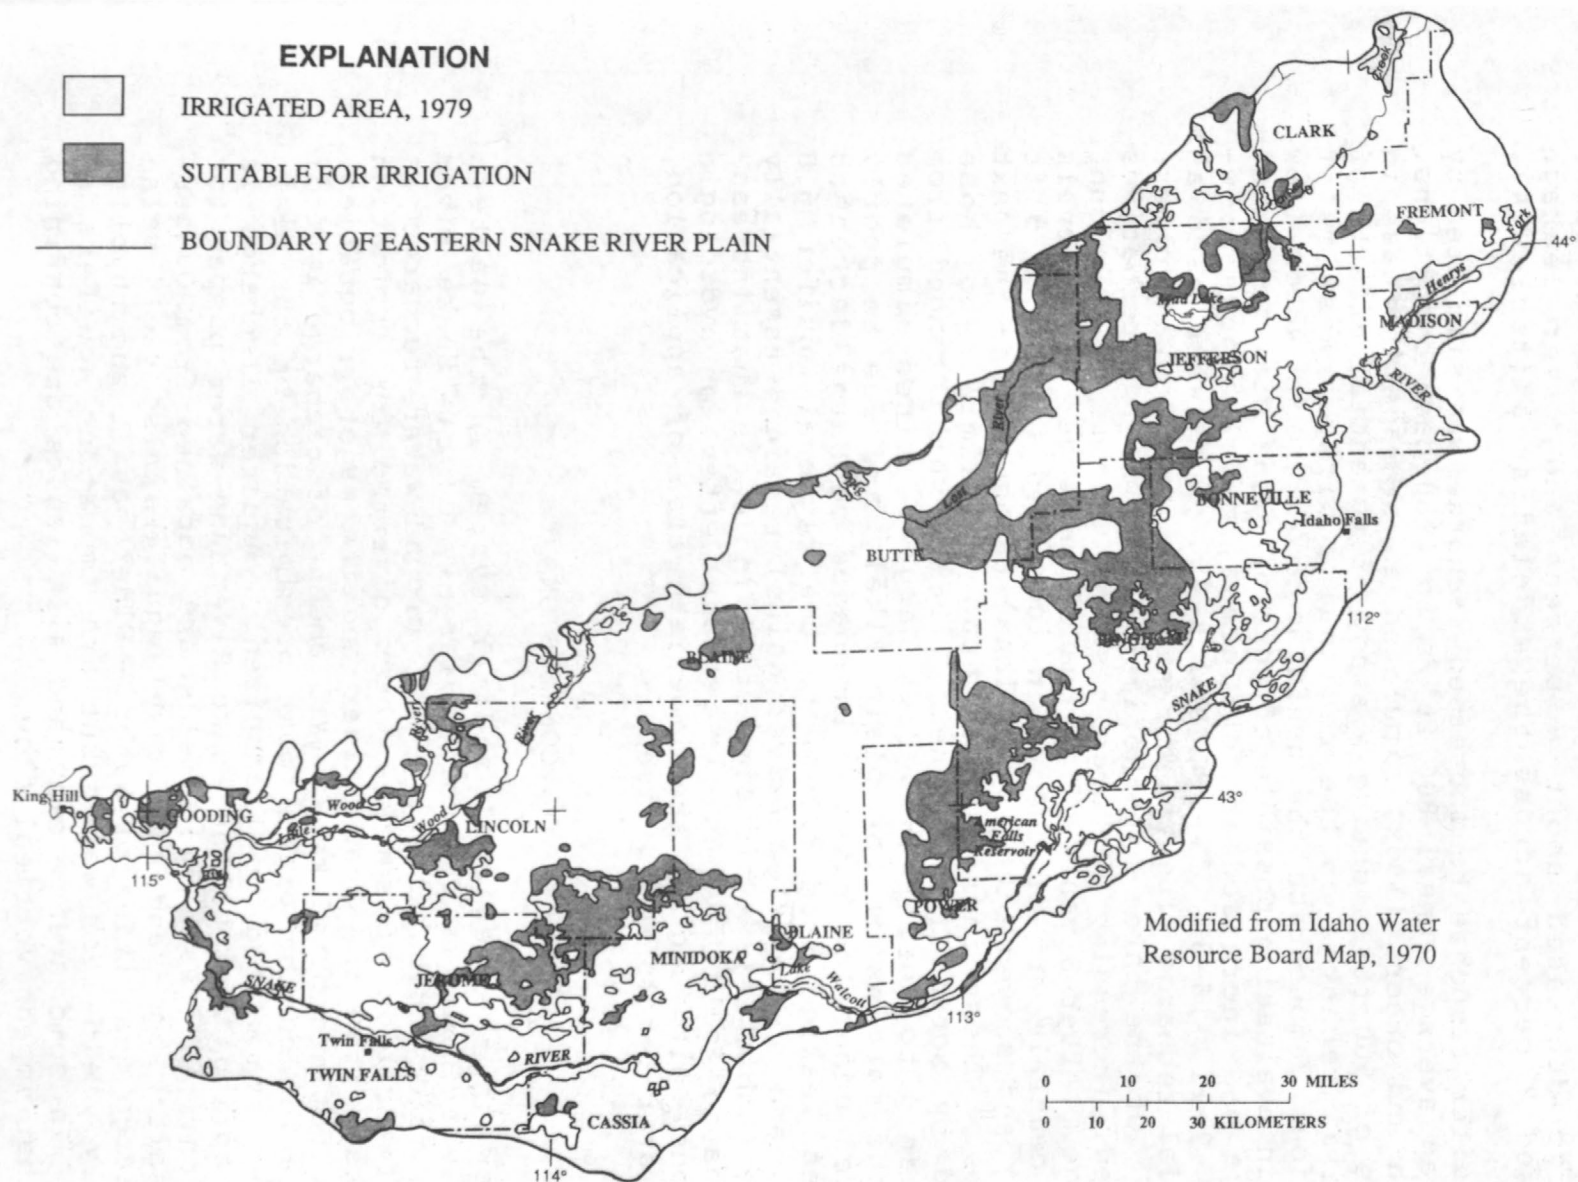 EXPLANATION
IRRIGATED AREA, 1979
SUITABLE FOR IRRIGATION
BOUNDARY OF EASTERN SNAKE RIVER PLAIN
CLARK
Creek
FREMONT
Fork
44°
Henrys
Mud Lake
MADISON
JEFFERSON
RIVER
River
Big
Lost
BONNEVILLE
Idaho Falls
BUTTE
112°
BINGHAM
BLAINE
SNAKE
River
King Hill
GOODING
Wood
Little
Wood
LINCOLN
43°
American
Falls
Reservoir
115°
POWER
Modified from Idaho Water
Resource Board Map, 1970
BLAINE
MINIDOKA
Lake
Walcott
JEROME
SNAKE
113°
Twin Falls
RIVER
TWIN FALLS
0 10 20 30 MILES
0 10 20 30 KILOMETERS
CASSIA
114°